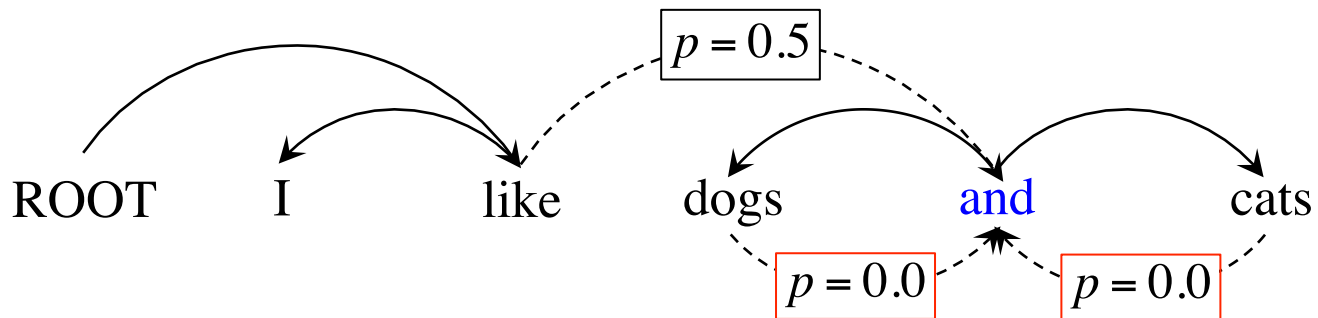 p = 0.5
ROOT I like dogs and cats
p = 0.0 p = 0.0